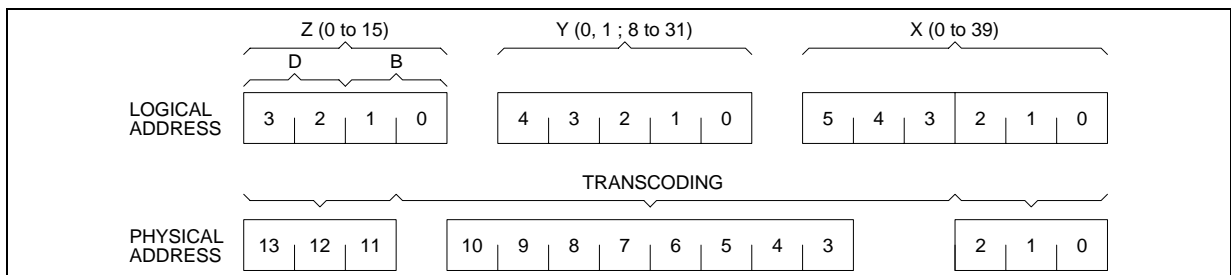 Z (0 to 15) Y (0, 1 ; 8 to 31) X (0 to 39)
D B
LOGICAL
ADDRESS
3 2 1 0 4 3 2 1 0 5 4 3 2 1 0
TRANSCODING
PHYSICAL
ADDRESS
13 12 11 10 9 8 7 6 5 4 3 2 1 0